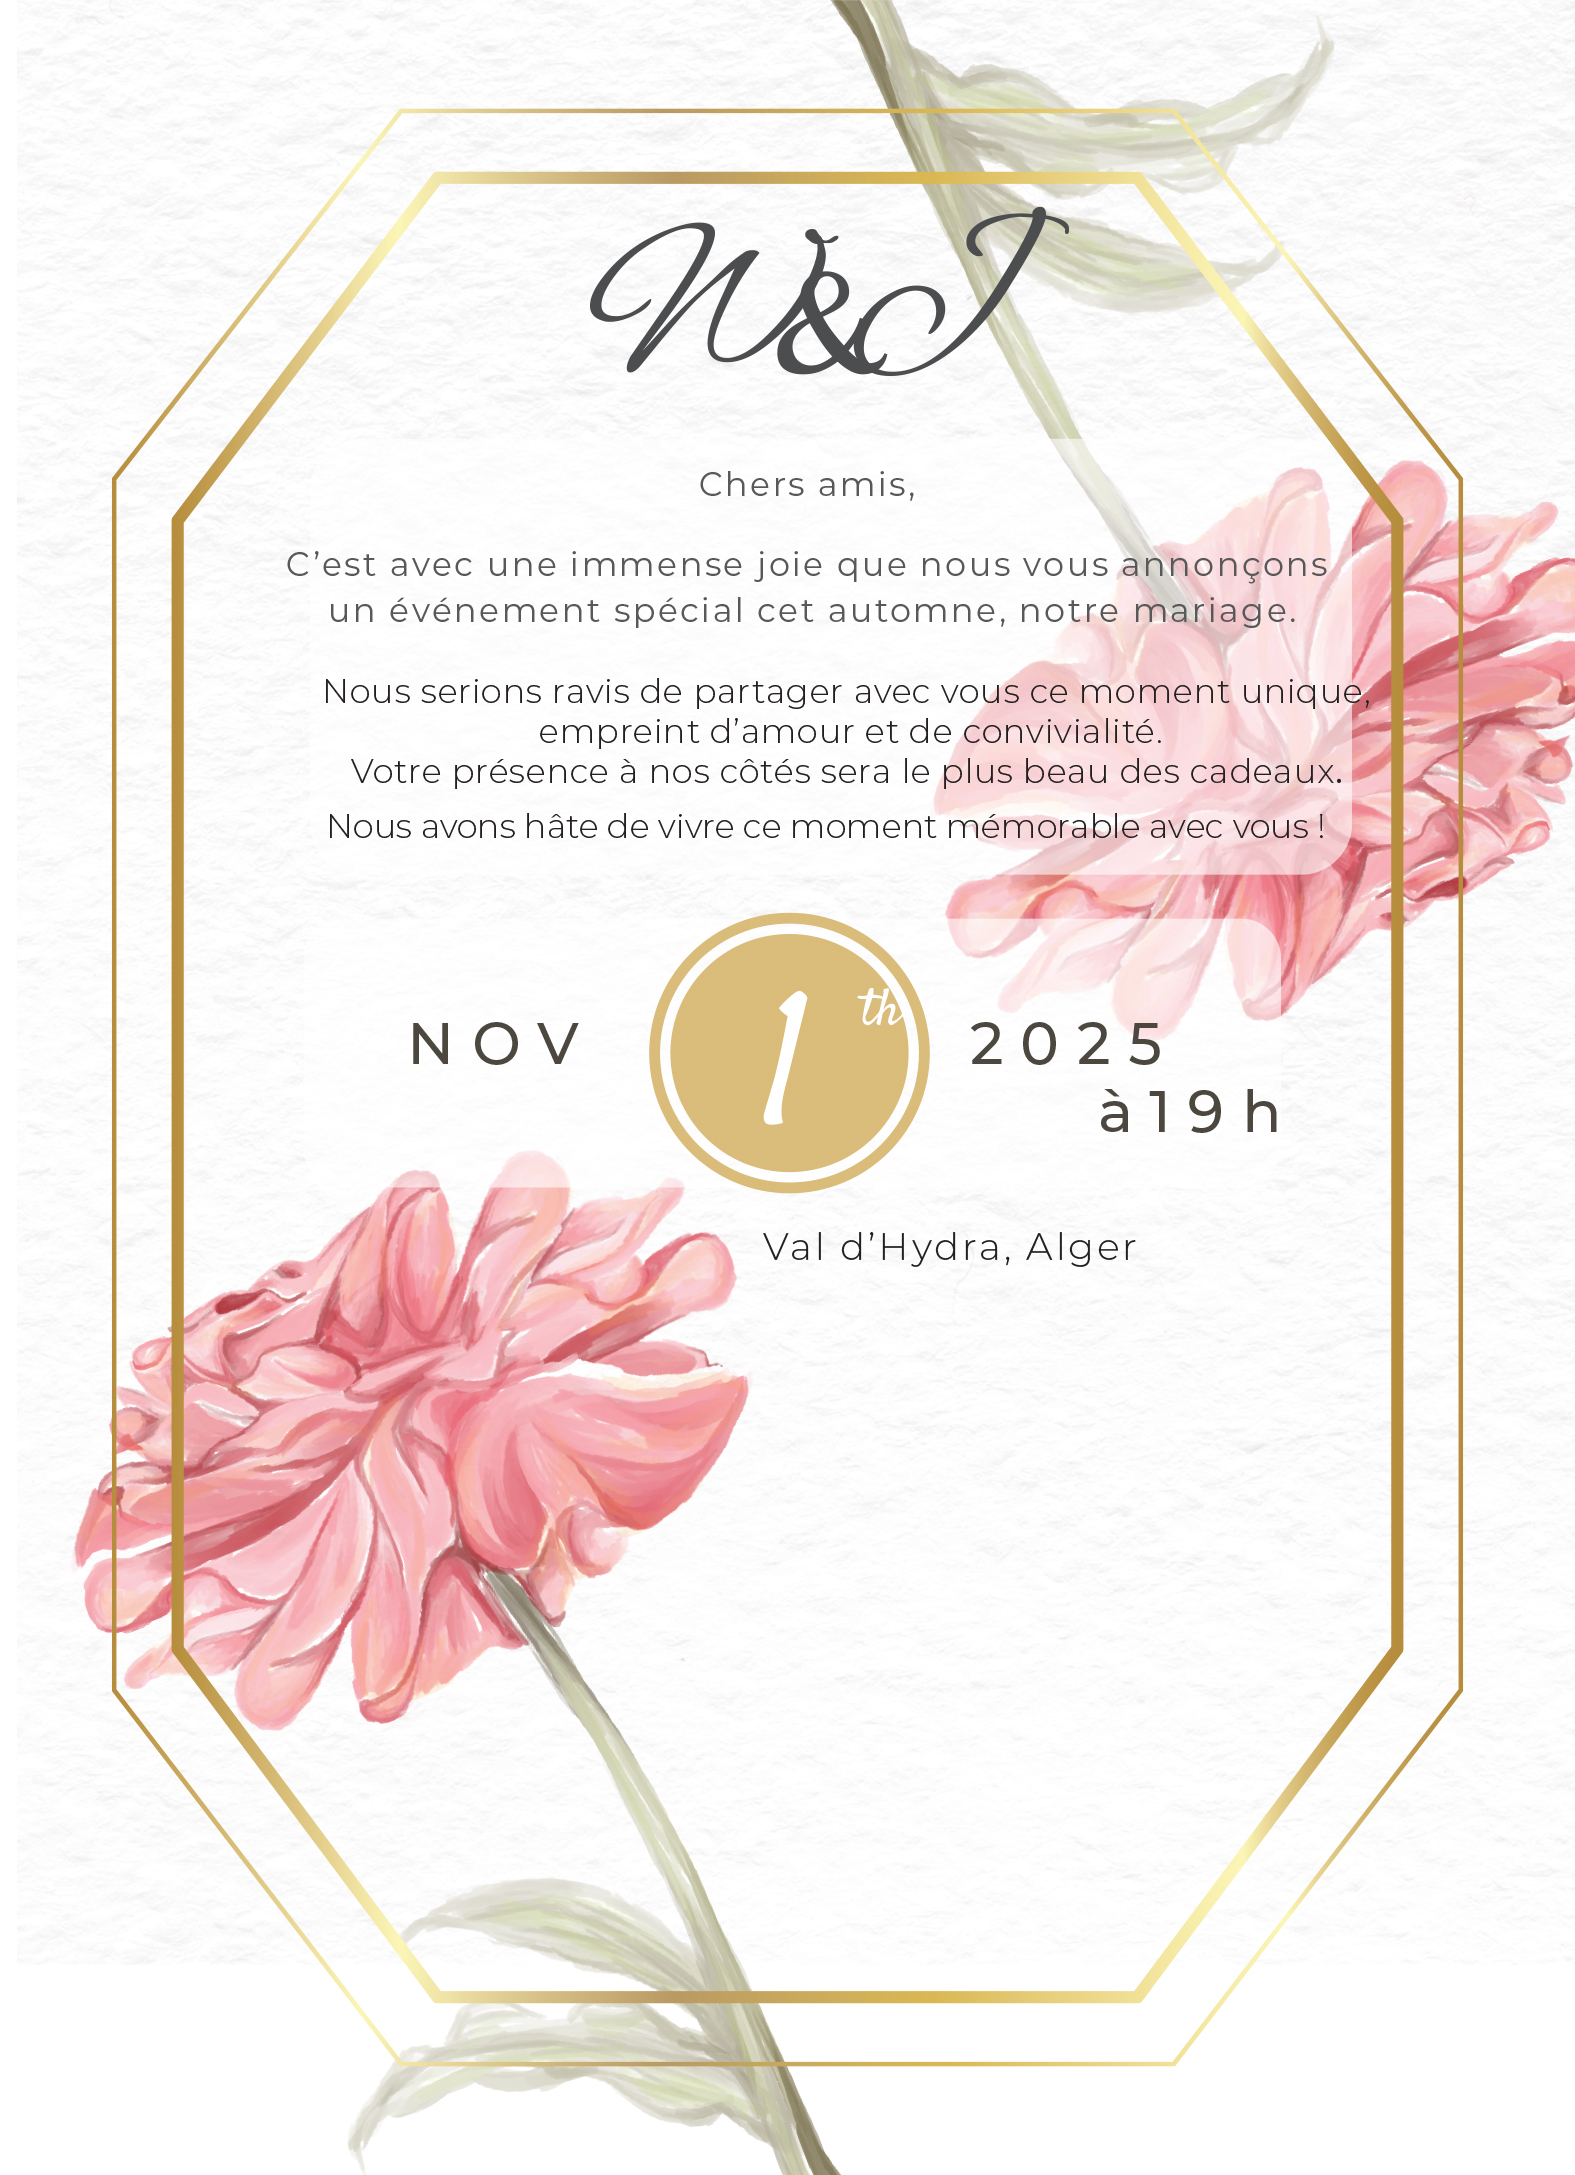 W&J
Chers amis,
C’est avec une immense joie que nous vous annonçons
un événement spécial cet automne, notre mariage.
Nous serions ravis de partager avec vous ce moment unique,
empreint d’amour et de convivialité.
Votre présence à nos côtés sera le plus beau des cadeaux.
Nous avons hâte de vivre ce moment mémorable avec vous !
NOV 1th 2025
à19h
Val d’Hydra, Alger